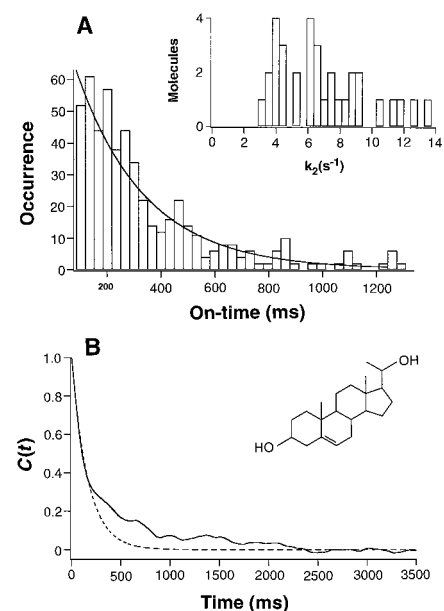 A
Molecules
4
2
0
0 2 4 6 8 10 12 14
k2(s-1)
Occurrence
60
50
40
30
20
10
0
200 400 600 800 1000 1200
On-time (ms)
B
C(t)
1.0
0.8
0.6
0.4
0.2
0
0 500 1000 1500 2000 2500 3000 3500
Time (ms)
OH
HO